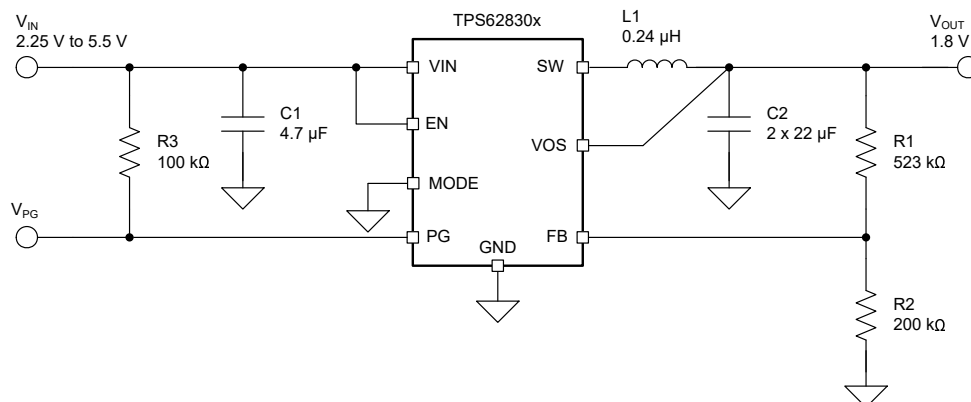 TPS62830x
V_IN
2.25 V to 5.5 V
L1
0.24 µH
V_OUT
1.8 V
VIN
SW
C1
4.7 µF
EN
C2
2 x 22 µF
R3
100 kΩ
VOS
R1
523 kΩ
MODE
V_PG
PG
GND
FB
R2
200 kΩ